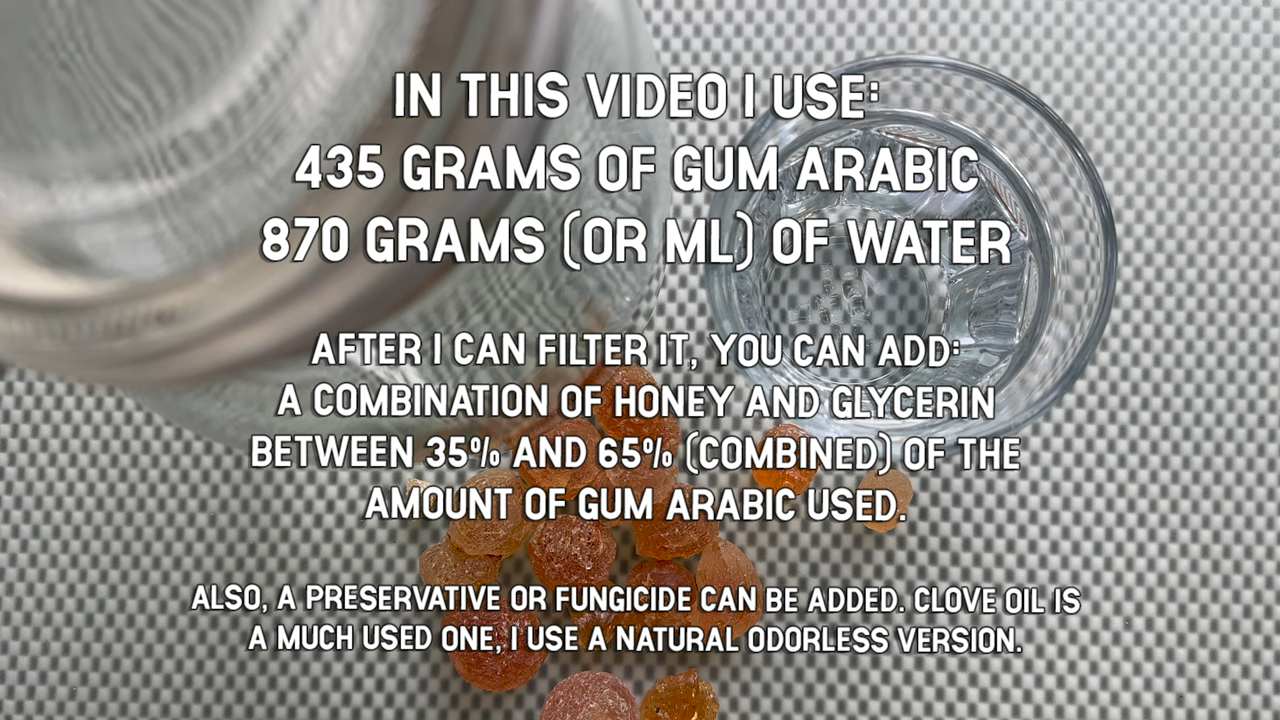 IN THIS VIDEO I USE:
435 GRAMS OF GUM ARABIC
870 GRAMS (OR ML) OF WATER
AFTER I CAN FILTER IT, YOU CAN ADD:
A COMBINATION OF HONEY AND GLYCERIN
BETWEEN 35% AND 65% (COMBINED) OF THE
AMOUNT OF GUM ARABIC USED.
ALSO, A PRESERVATIVE OR FUNGICIDE CAN BE ADDED. CLOVE OIL IS
A MUCH USED ONE, I USE A NATURAL ODORLESS VERSION.